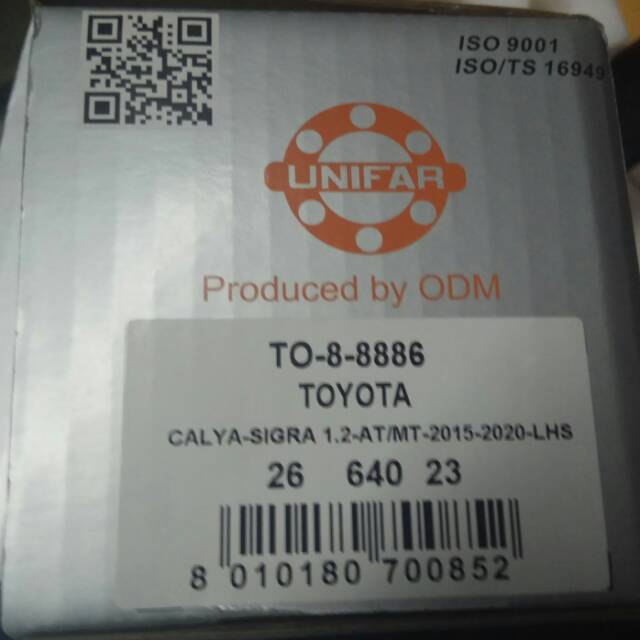 ISO 9001
ISO/TS 16949
UNIFAR
Produced by ODM
TO-8-8886
TOYOTA
CALYA-SIGRA 1.2-AT/MT-2015-2020-LHS
26 640 23
8 010180 700852